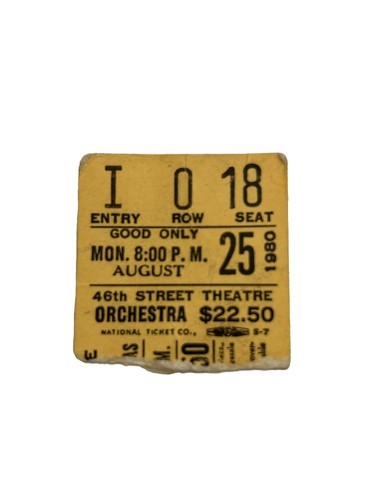 I O 18
ENTRY ROW SEAT
GOOD ONLY
MON. 8:00 P. M.
AUGUST
25
1980
46th STREET THEATRE
ORCHESTRA $22.50
NATIONAL TICKET CO., S-7